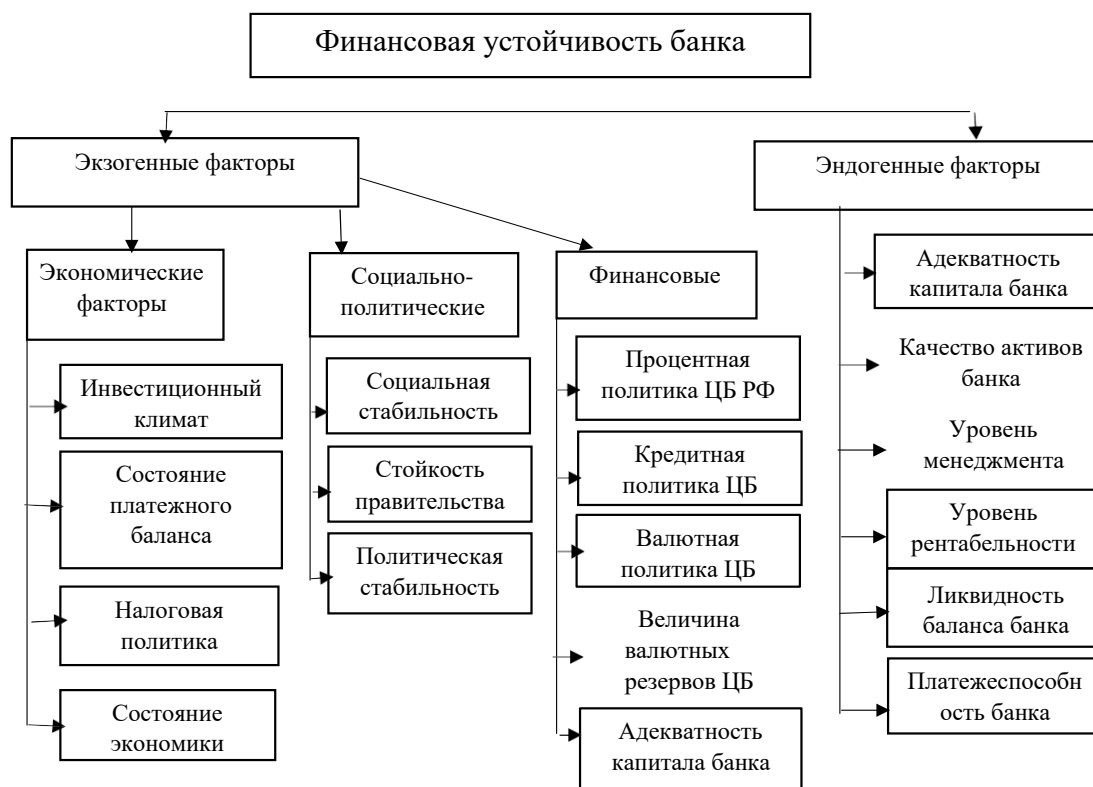 Финансовая устойчивость банка
Экзогенные факторы
Эндогенные факторы
Экономические
факторы
Инвестиционный
климат
Состояние
платежного
баланса
Налоговая
политика
Состояние
экономики
Социально-
политические
Социальная
стабильность
Стойкость
правительства
Политическая
стабильность
Финансовые
Процентная
политика ЦБ РФ
Кредитная
политика ЦБ
Валютная
политика ЦБ
Величина
валютных
резервов ЦБ
Адекватность
капитала банка
Адекватность
капитала банка
Качество активов
банка
Уровень
менеджмента
Уровень
рентабельности
Ликвидность
баланса банка
Платежеспособн
ость банка